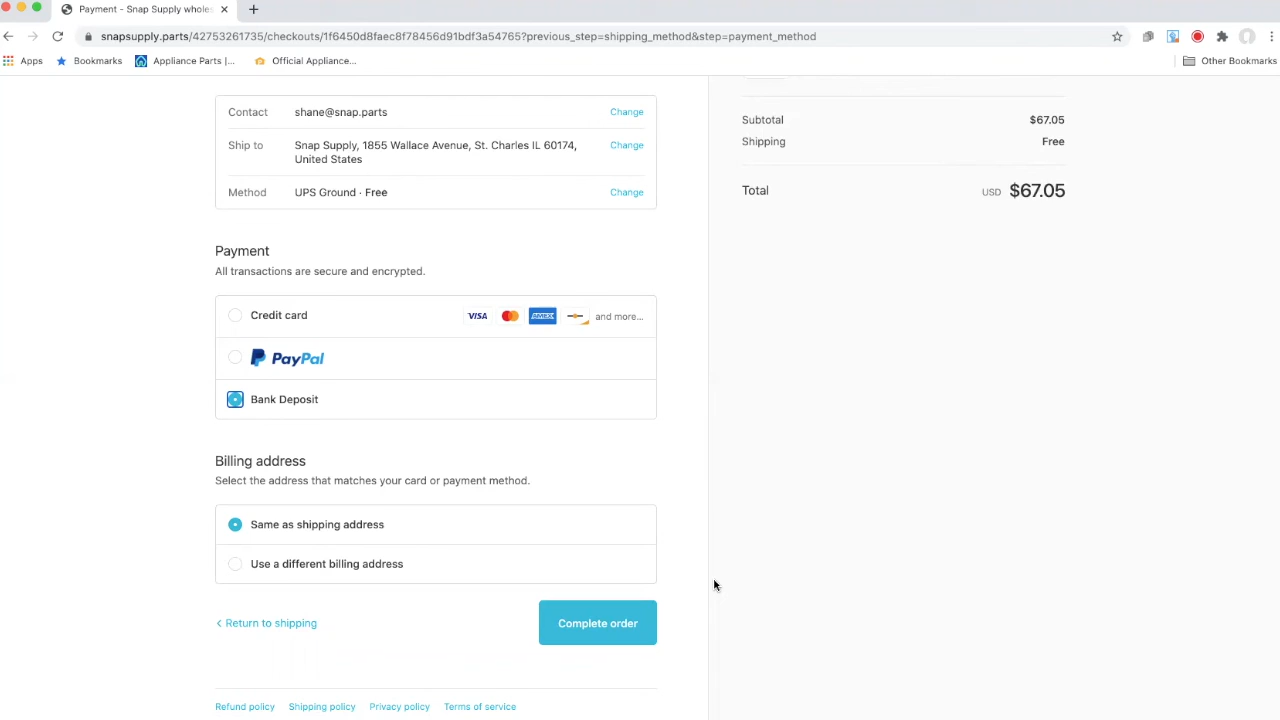 Payment - Snap Supply wholes
snapsupply.parts/42753261735/checkouts/1f6450d8faec8f78456d91bdf3a54765?previous_step=shipping_method&step=payment_method
Apps Bookmarks Appliance Parts |... Official Appliance... Other Bookmarks
Contact shane@snap.parts Change
Ship to Snap Supply, 1855 Wallace Avenue, St. Charles IL 60174, Change
United States
Method UPS Ground · Free Change
Subtotal $67.05
Shipping Free
Total USD $67.05
Payment
All transactions are secure and encrypted.
Credit card VISA AMEX and more...
PayPal
Bank Deposit
Billing address
Select the address that matches your card or payment method.
Same as shipping address
Use a different billing address
Return to shipping Complete order
Refund policy Shipping policy Privacy policy Terms of service